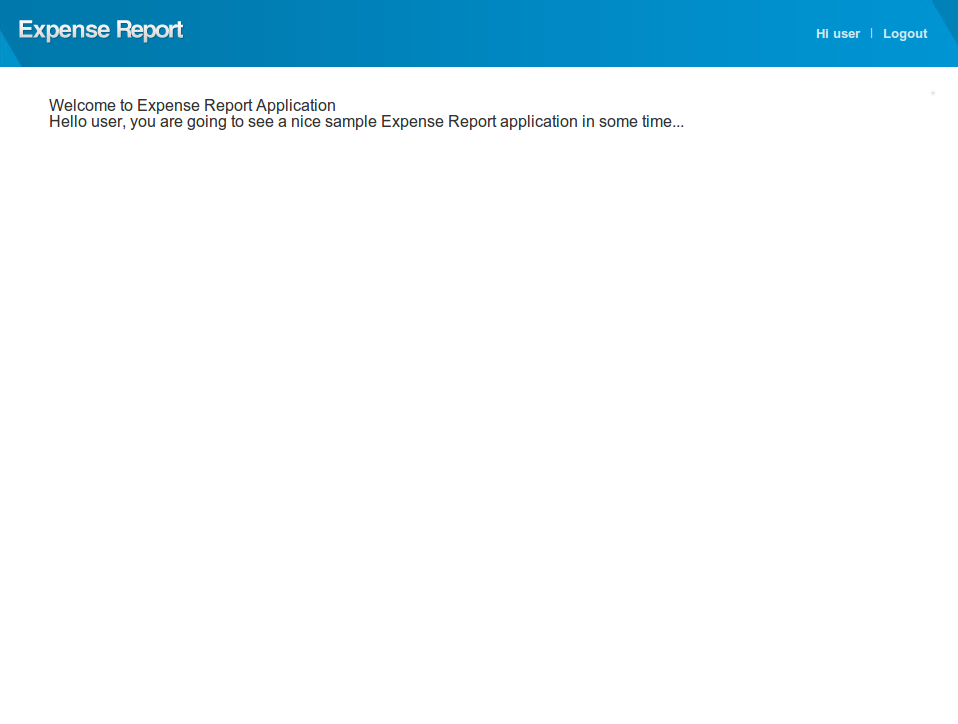 Expense Report
Hi user | Logout
Welcome to Expense Report Application
Hello user, you are going to see a nice sample Expense Report application in some time...